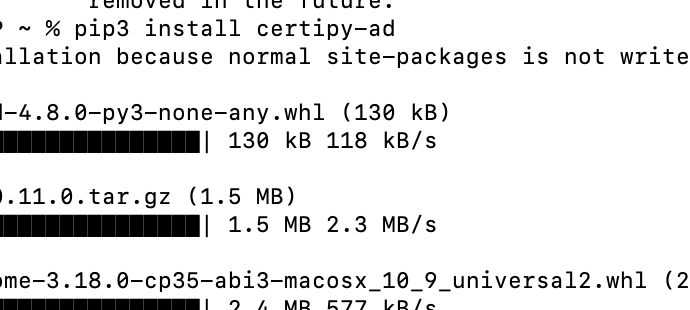 removed in the future.
~ % pip3 install certipy-ad
allation because normal site-packages is not write
-4.8.0-py3-none-any.whl (130 kB)
| 130 kB 118 kB/s
.11.0.tar.gz (1.5 MB)
| 1.5 MB 2.3 MB/s
ome-3.18.0-cp35-abi3-macosx_10_9_universal2.whl (2
| 2.4 MB 577 kB/s